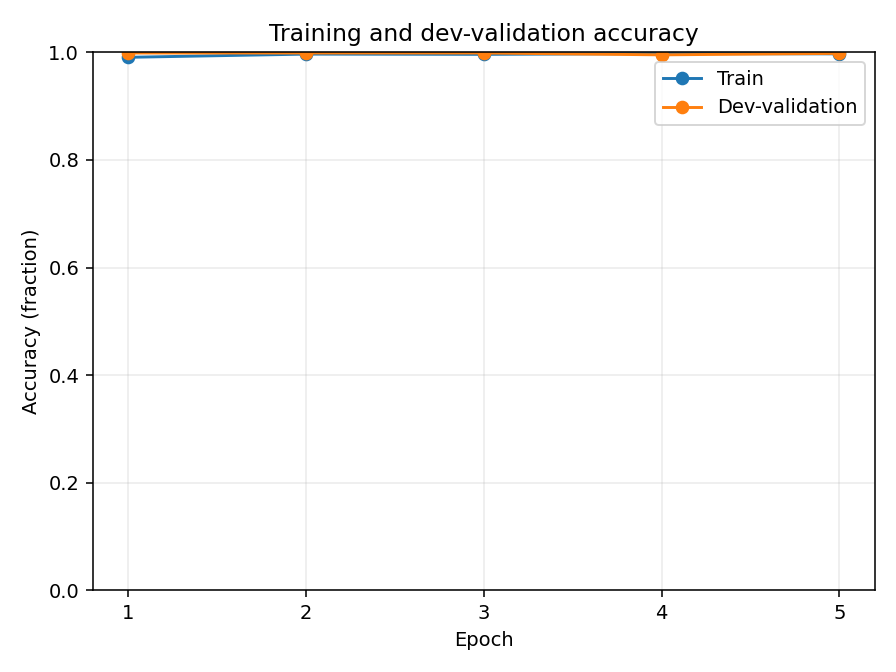 Training and dev-validation accuracy
1.0
Train
Dev-validation
0.8
0.6
0.4
0.2
0.0
Accuracy (fraction)
1 2 3 4 5
Epoch